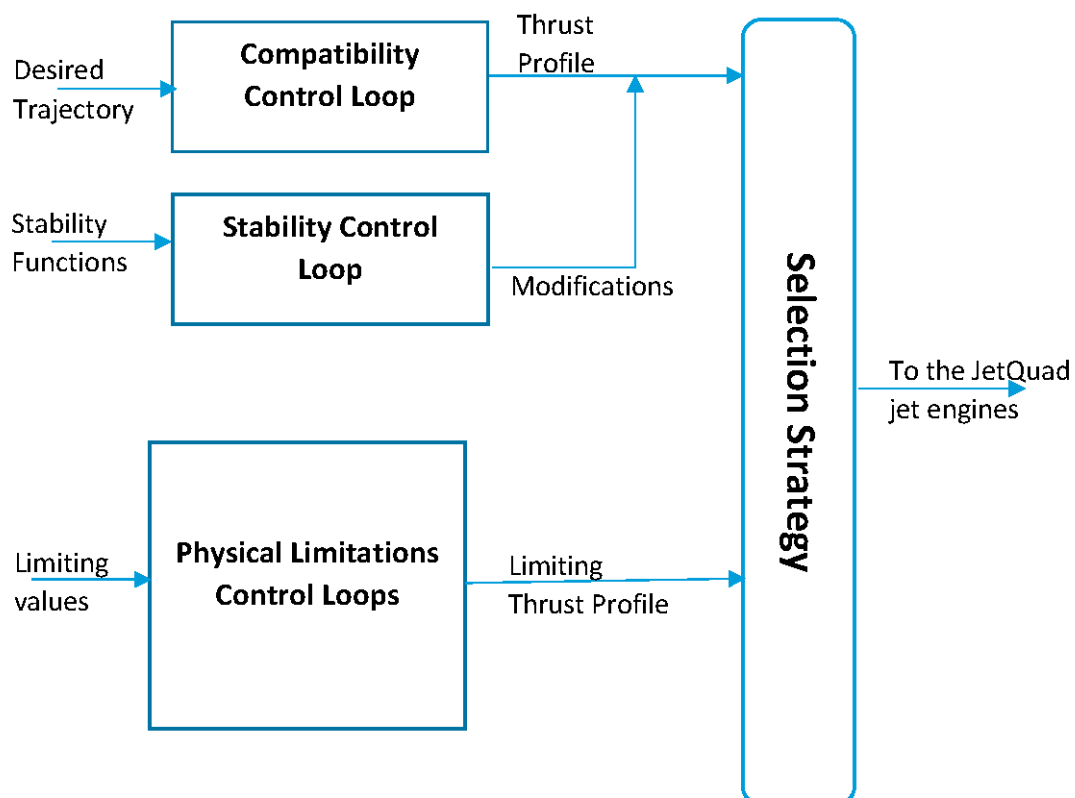 Thrust
Profile
Compatibility
Control Loop
Desired
Trajectory
Stability
Functions
Stability Control
Loop
Modifications
Selection Strategy
To the JetQuad
jet engines
Limiting
values
Physical Limitations
Control Loops
Limiting
Thrust Profile